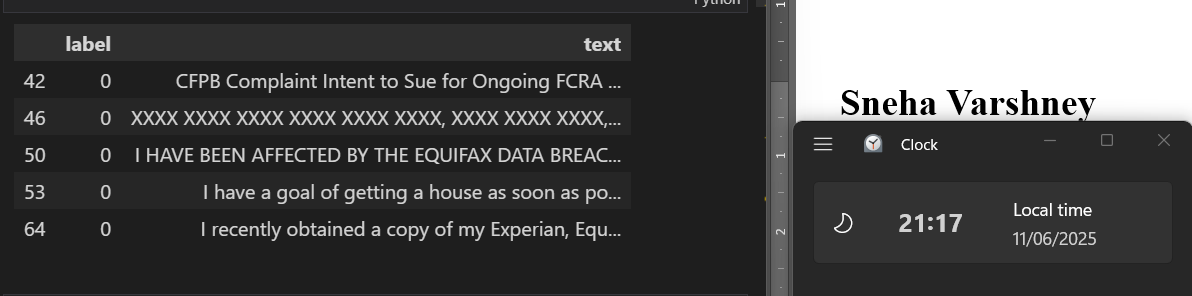 Python
label text
42 0 CFPB Complaint Intent to Sue for Ongoing FCRA ...
46 0 XXXX XXXX XXXX XXXX XXXX XXXX, XXXX XXXX XXXX,...
50 0 I HAVE BEEN AFFECTED BY THE EQUIFAX DATA BREAC...
53 0 I have a goal of getting a house as soon as po...
64 0 I recently obtained a copy of my Experian, Equ...
1
1
2
Sneha Varshney
Clock
21:17
Local time
11/06/2025